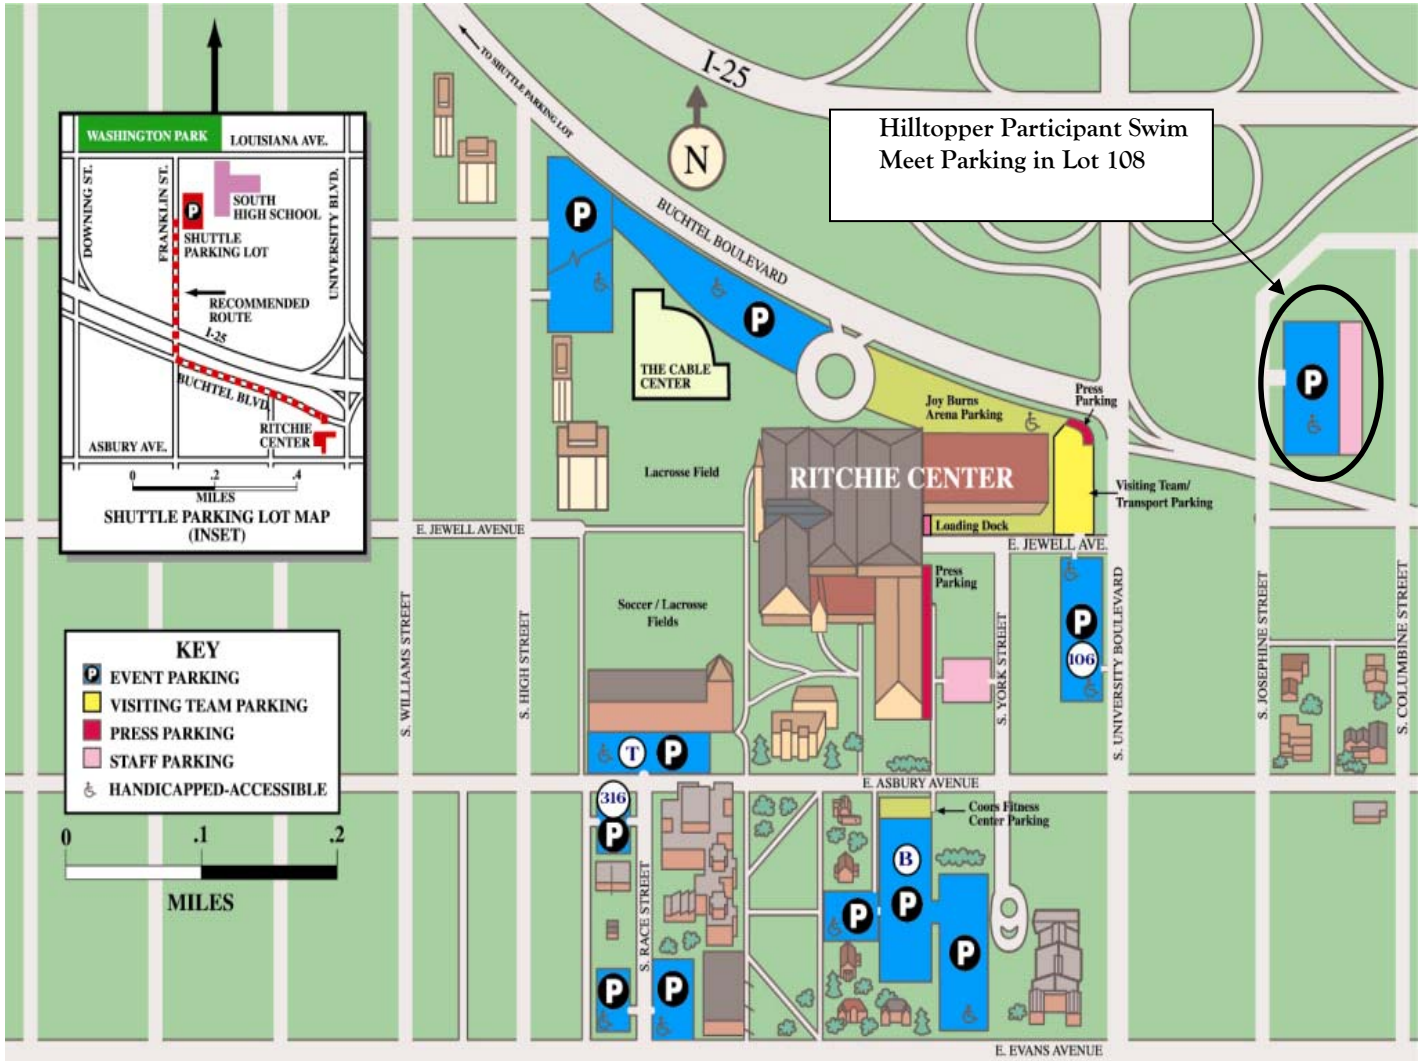 I-25
TO SHUTTLE PARKING LOT
N
BUCHTEL BOULEVARD
Hilltopper Participant Swim
Meet Parking in Lot 108
WASHINGTON PARK
LOUISIANA AVE.
DOWNING ST.
FRANKLIN ST.
UNIVERSITY BLVD.
P
SOUTH
HIGH SCHOOL
SHUTTLE
PARKING LOT
RECOMMENDED
ROUTE
I-25
BUCHTEL BLVD
RITCHIE
CENTER
ASBURY AVE.
0 .2 .4
MILES
SHUTTLE PARKING LOT MAP
(INSET)
P
P
THE CABLE
CENTER
Joy Burns
Arena Parking
Press
Parking
P
Lacrosse Field
RITCHIE CENTER
Visiting Team/
Transport Parking
Loading Dock
E. JEWELL AVENUE
E. JEWELL AVE.
Press
Parking
Soccer / Lacrosse
Fields
P
106
S. WILLIAMS STREET
S. HIGH STREET
S. YORK STREET
S. UNIVERSITY BOULEVARD
S. JOSEPHINE STREET
S. COLUMBINE STREET
KEY
P EVENT PARKING
VISITING TEAM PARKING
PRESS PARKING
STAFF PARKING
HANDICAPPED-ACCESSIBLE
0 .1 .2
MILES
T P
E. ASBURY AVENUE
316
P
Coors Fitness
Center Parking
B
P
P
P
S. RACE STREET
P
P
E. EVANS AVENUE